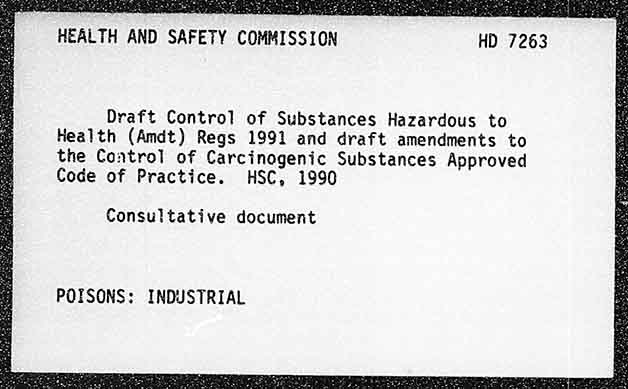 HEALTH AND SAFETY COMMISSION HD 7263
Draft Control of Substances Hazardous to
Health (Amdt) Regs 1991 and draft amendments to
the Control of Carcinogenic Substances Approved
Code of Practice. HSC, 1990
Consultative document
POISONS: INDUSTRIAL